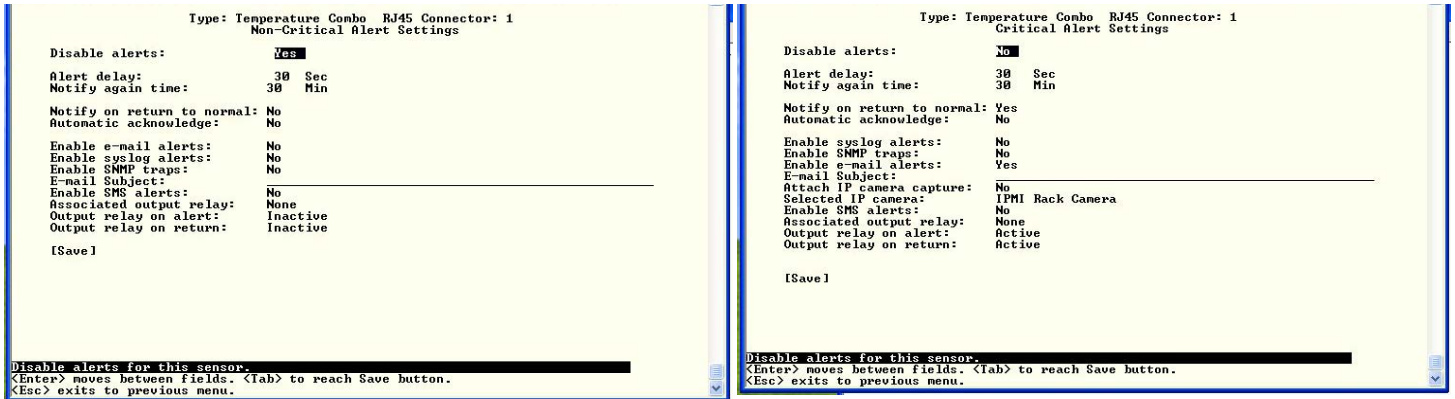 Type: Temperature Combo  RJ45 Connector: 1
Non-Critical Alert Settings
Disable alerts: Yes
Alert delay: 30 Sec
Notify again time: 30 Min
Notify on return to normal: No
Automatic acknowledge: No
Enable e-mail alerts: No
Enable syslog alerts: No
Enable SNMP traps: No
E-mail Subject:
Enable SMS alerts: No
Associated output relay: None
Output relay on alert: Inactive
Output relay on return: Inactive
[Save]
Disable alerts for this sensor.
<Enter> moves between fields. <Tab> to reach Save button.
<Esc> exits to previous menu.
Type: Temperature Combo  RJ45 Connector: 1
Critical Alert Settings
Disable alerts: No
Alert delay: 30 Sec
Notify again time: 30 Min
Notify on return to normal: Yes
Automatic acknowledge: No
Enable syslog alerts: No
Enable SNMP traps: No
Enable e-mail alerts: Yes
E-mail Subject:
Attach IP camera capture: No
Selected IP camera: IPMI Rack Camera
Enable SMS alerts: No
Associated output relay: None
Output relay on alert: Active
Output relay on return: Active
[Save]
Disable alerts for this sensor.
<Enter> moves between fields. <Tab> to reach Save button.
<Esc> exits to previous menu.